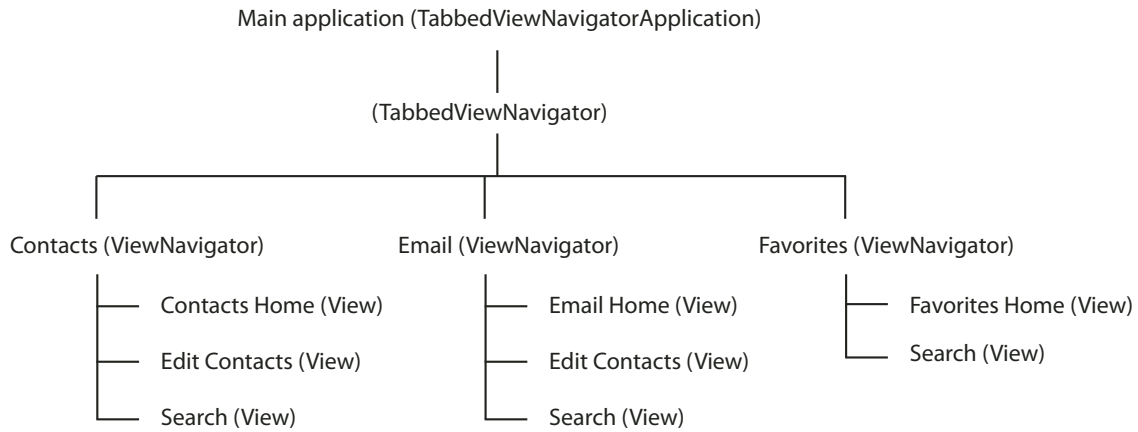 Main application (TabbedViewNavigatorApplication)
(TabbedViewNavigator)
Contacts (ViewNavigator)
Email (ViewNavigator)
Favorites (ViewNavigator)
Contacts Home (View)
Email Home (View)
Favorites Home (View)
Edit Contacts (View)
Edit Contacts (View)
Search (View)
Search (View)
Search (View)